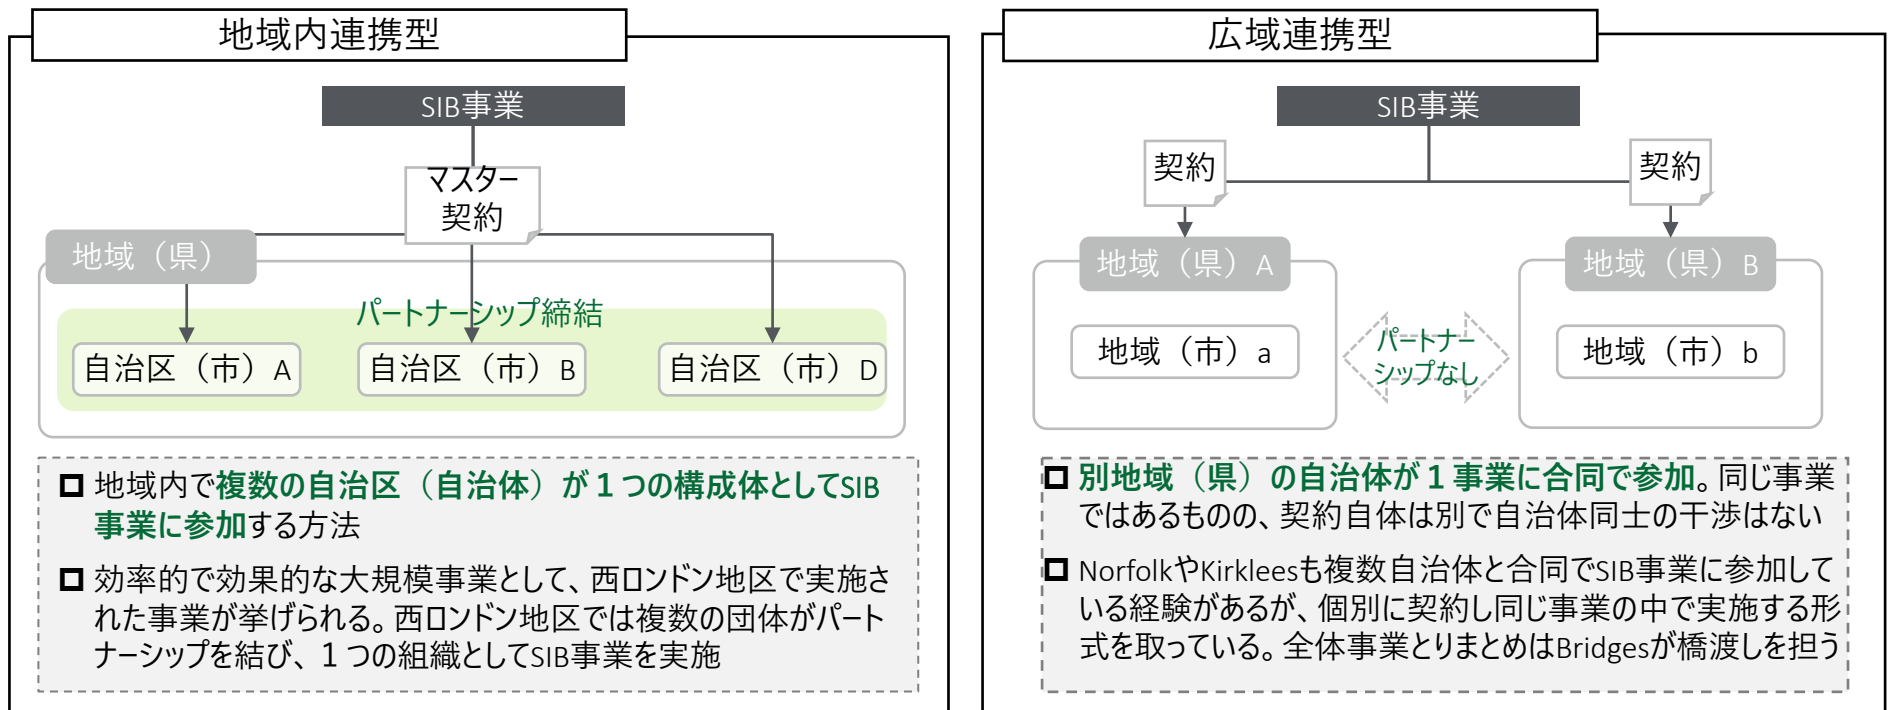 地域内連携型
SIB事業
マスター
契約
地域（県）
パートナーシップ締結
自治区（市）A
自治区（市）B
自治区（市）D
□ 地域内で複数の自治区（自治体）が１つの構成体としてSIB
事業に参加する方法
□ 効率的で効果的な大規模事業として、西ロンドン地区で実施さ
れた事業が挙げられる。西ロンドン地区では複数の団体がパート
ナーシップを結び、１つの組織としてSIB事業を実施
広域連携型
SIB事業
契約
契約
地域（県）A
地域（県）B
地域（市）a
パートナー
シップなし
地域（市）b
□ 別地域（県）の自治体が１事業に合同で参加。同じ事業
ではあるものの、契約自体は別で自治体同士の干渉はない
□ NorfolkやKirkleesも複数自治体と合同でSIB事業に参加して
いる経験があるが、個別に契約し同じ事業の中で実施する形
式を取っている。全体事業とりまとめはBridgesが橋渡しを担う